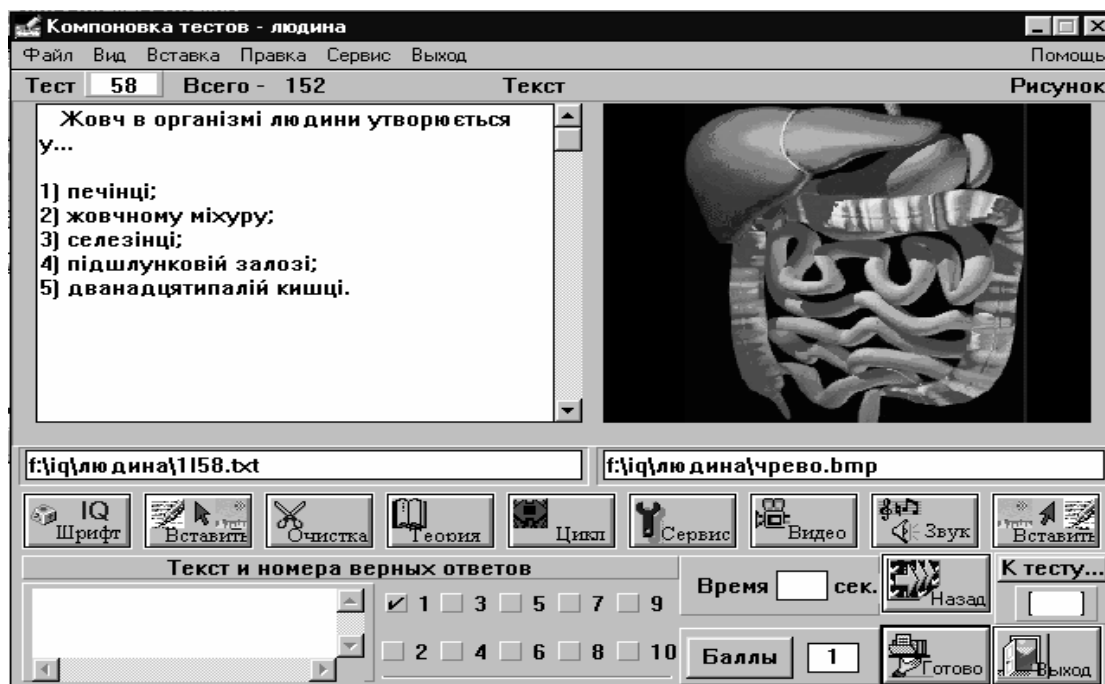 Компоновка тестов - людина
Файл Вид Вставка Правка Сервис Выход Помощь
Тест 58 Всего - 152 Текст Рисунок
Жовч в організмі людини утворюється
у...
1) печінці;
2) жовчному міхуру;
3) селезінці;
4) підшлунковій залозі;
5) дванадцятипалій кишці.
f:\iq\людина\1I58.txt f:\iq\людина\чрево.bmp
IQ
Шрифт Вставить Очистка Теория Цикл Сервис Видео Звук Вставить
Текст и номера верных ответов Время сек. Назад К тесту...
1 3 5 7 9
2 4 6 8 10 Баллы 1 Готово Выход